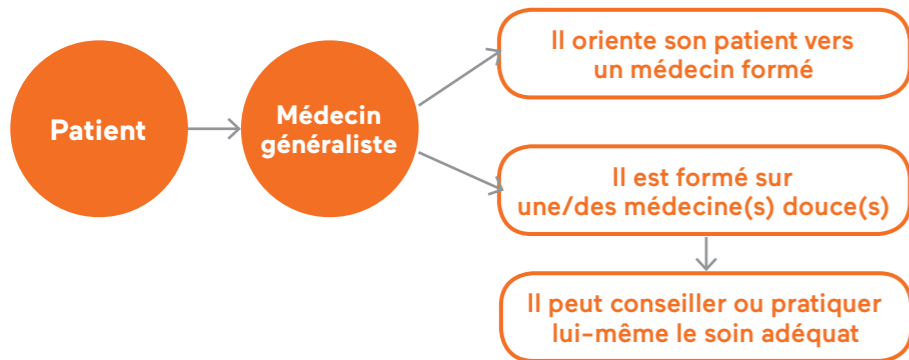 Patient
Médecin
généraliste
Il oriente son patient vers
un médecin formé
Il est formé sur
une/des médecine(s) douce(s)
Il peut conseiller ou pratiquer
lui-même le soin adéquat